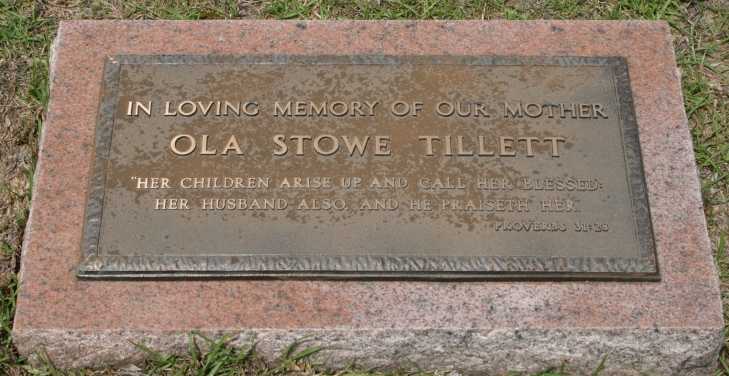 IN LOVING MEMORY OF OUR MOTHER
OLA STOWE TILLETT
"HER CHILDREN ARISE UP AND CALL HER BLESSED;
HER HUSBAND ALSO, AND HE PRAISETH HER.
PROVERBS 31:28